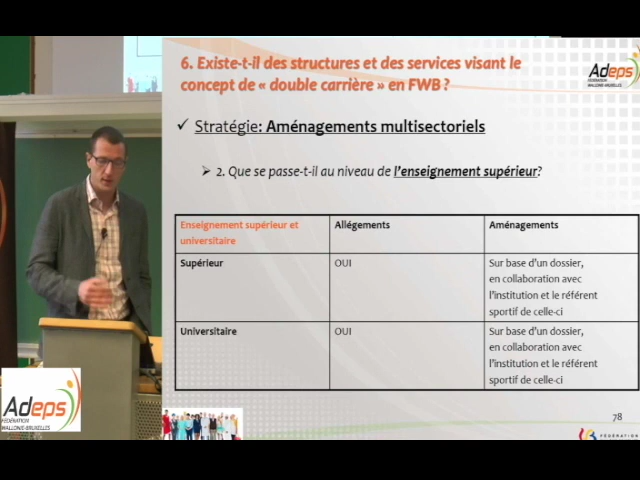 6. Existe-t-il des structures et des services visant le
concept de « double carrière » en FWB ?
Adeps
FÉDÉRATION
WALLONIE-BRUXELLES
✓ Stratégie: Aménagements multisectoriels
➢ 2. Que se passe-t-il au niveau de l'enseignement supérieur?
Enseignement supérieur et
universitaire
Allégements
Aménagements
Supérieur
OUI
Sur base d'un dossier,
en collaboration avec
l'institution et le référent
sportif de celle-ci
Universitaire
OUI
Sur base d'un dossier,
en collaboration avec
l'institution et le référent
sportif de celle-ci
78
Adeps
FÉDÉRATION
WALLONIE-BRUXELLES
FÉDÉRATION